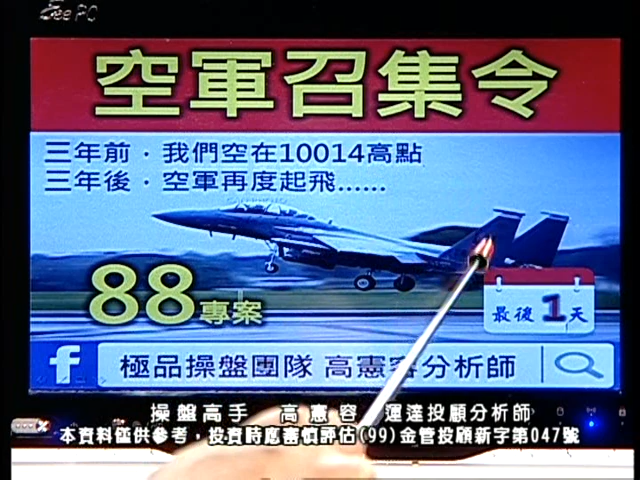 Eee PC
空軍召集令
三年前．我們空在10014高點
三年後．空軍再度起飛......
88專案
最後1天
f 極品操盤團隊 高憲容分析師
操盤高手 高憲容 運達投顧分析師
本資料僅供參考，投資時應審慎評估(99)金管投顧新字第047號